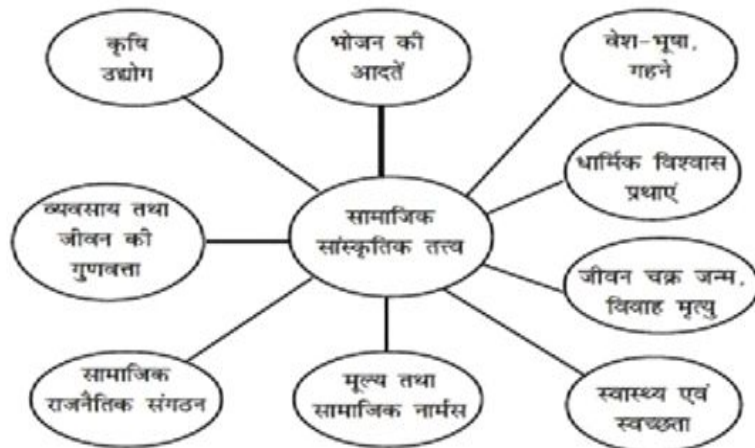 कृषि
उद्योग
भोजन की
आदतें
वेश-भूषा,
गहने
धार्मिक विश्वास
प्रथाएं
सामाजिक
सांस्कृतिक तत्त्व
व्यवसाय तथा
जीवन की
गुणवत्ता
जीवन चक्र जन्म,
विवाह मृत्यु
सामाजिक
राजनैतिक संगठन
मूल्य तथा
सामाजिक नार्मस
स्वास्थ्य एवं
स्वच्छता